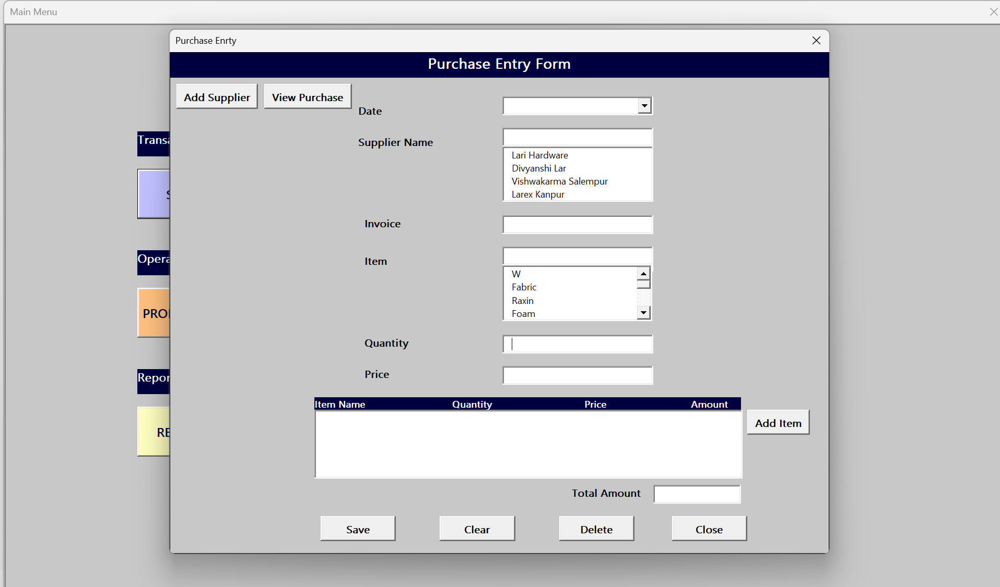 Main Menu
Purchase Enrty
Purchase Entry Form
Add Supplier
View Purchase
Date
Supplier Name
Lari Hardware
Divyanshi Lar
Vishwakarma Salempur
Larex Kanpur
Invoice
Item
W
Fabric
Raxin
Foam
Quantity
Price
Item Name Quantity Price Amount
Add Item
Total Amount
Save Clear Delete Close
Transa
S
Opera
PRO
Repor
RE